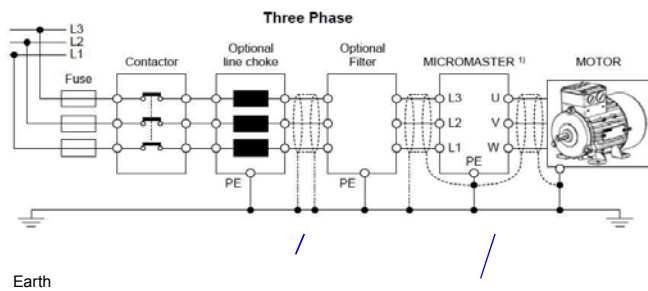 Three Phase
L3
L2
L1
Fuse
Contactor
Optional
line choke
Optional
Filter
MICROMASTER 1)
MOTOR
L3
U
L2
V
L1
W
PE
PE
PE
Earth